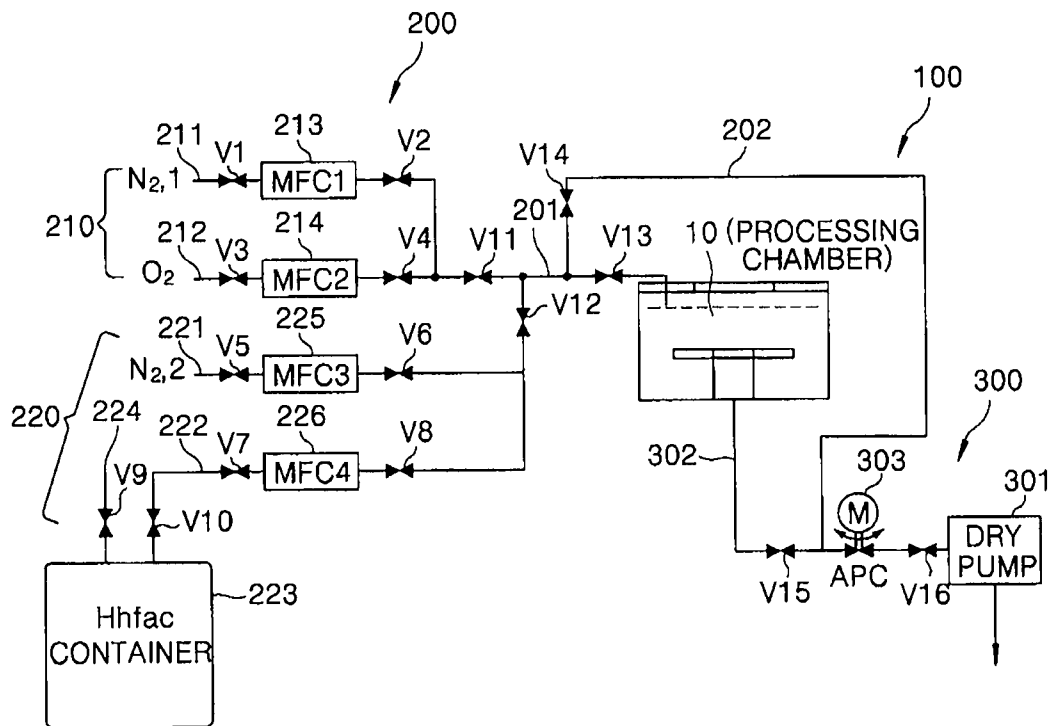 200
100
211
V1
213
V2
V14
202
N2,1
MFC1
210
212
V3
214
V4
V11
201
V13
10 (PROCESSING
CHAMBER)
O2
MFC2
V12
220
221
V5
225
V6
N2,2
MFC3
224
222
V7
226
V8
MFC4
V9
V10
302
303
300
301
M
DRY
PUMP
V15
APC
V16
Hhfac
CONTAINER
223